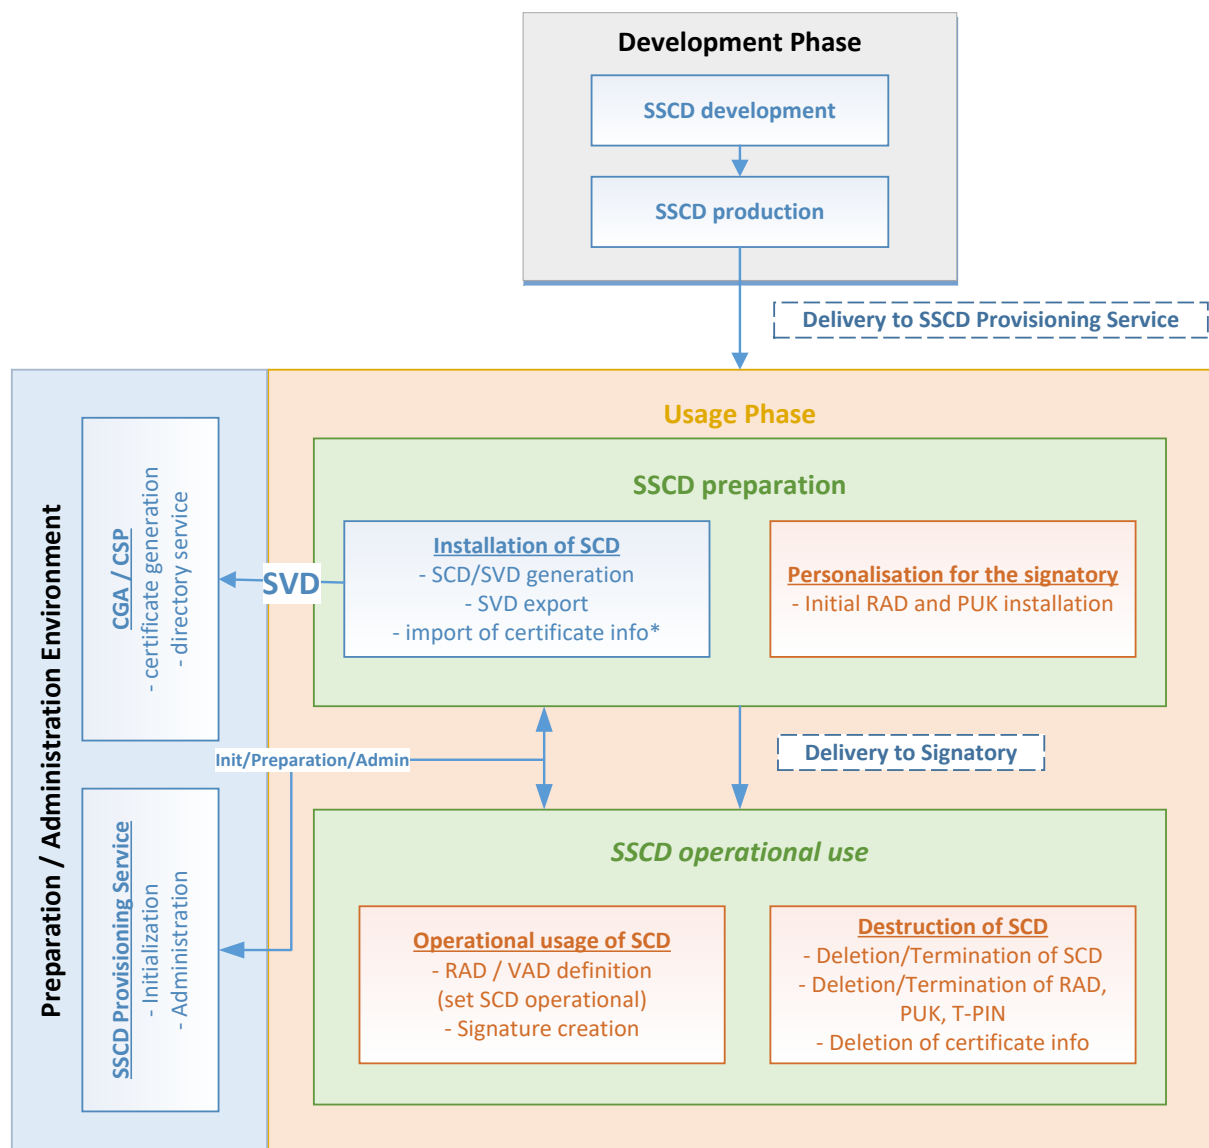 Development Phase
SSCD development
SSCD production
Delivery to SSCD Provisioning Service
Preparation / Administration Environment
CGA / CSP
- certificate generation
- directory service
SSCD Provisioning Service
- Initialization
- Administration
Usage Phase
SSCD preparation
SVD
Installation of SCD
- SCD/SVD generation
- SVD export
- import of certificate info*
Personalisation for the signatory
- Initial RAD and PUK installation
Init/Preparation/Admin
Delivery to Signatory
SSCD operational use
Operational usage of SCD
- RAD / VAD definition
(set SCD operational)
- Signature creation
Destruction of SCD
- Deletion/Termination of SCD
- Deletion/Termination of RAD,
PUK, T-PIN
- Deletion of certificate info